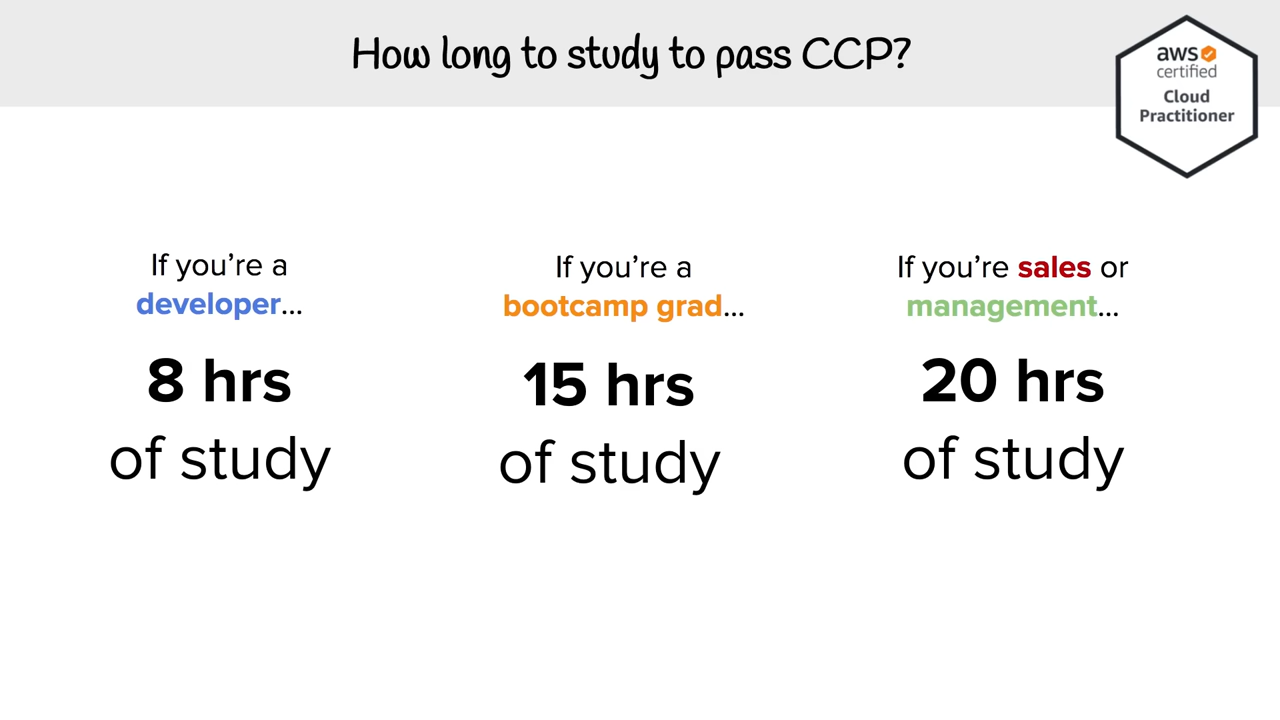 How long to study to pass CCP?
aws
certified
Cloud
Practitioner
If you’re a
developer...
8 hrs
of study
If you’re a
bootcamp grad...
15 hrs
of study
If you’re sales or
management...
20 hrs
of study